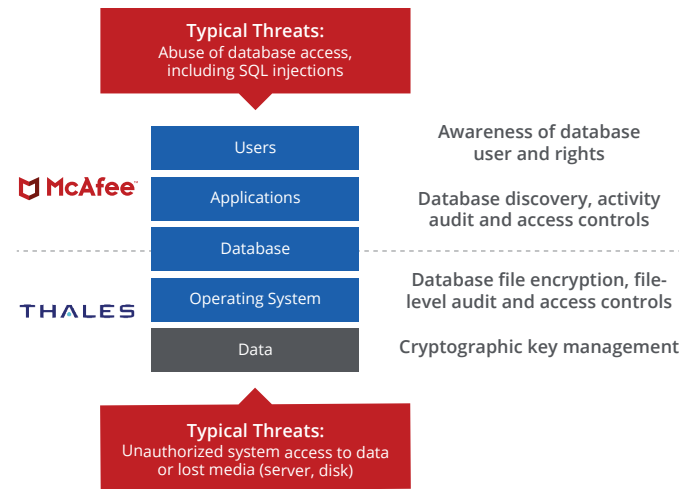 Typical Threats:
Abuse of database access,
including SQL injections
Users
Awareness of database
user and rights
McAfee™
Applications
Database discovery, activity
audit and access controls
Database
THALES
Operating System
Database file encryption, file-
level audit and access controls
Data
Cryptographic key management
Typical Threats:
Unauthorized system access to data
or lost media (server, disk)